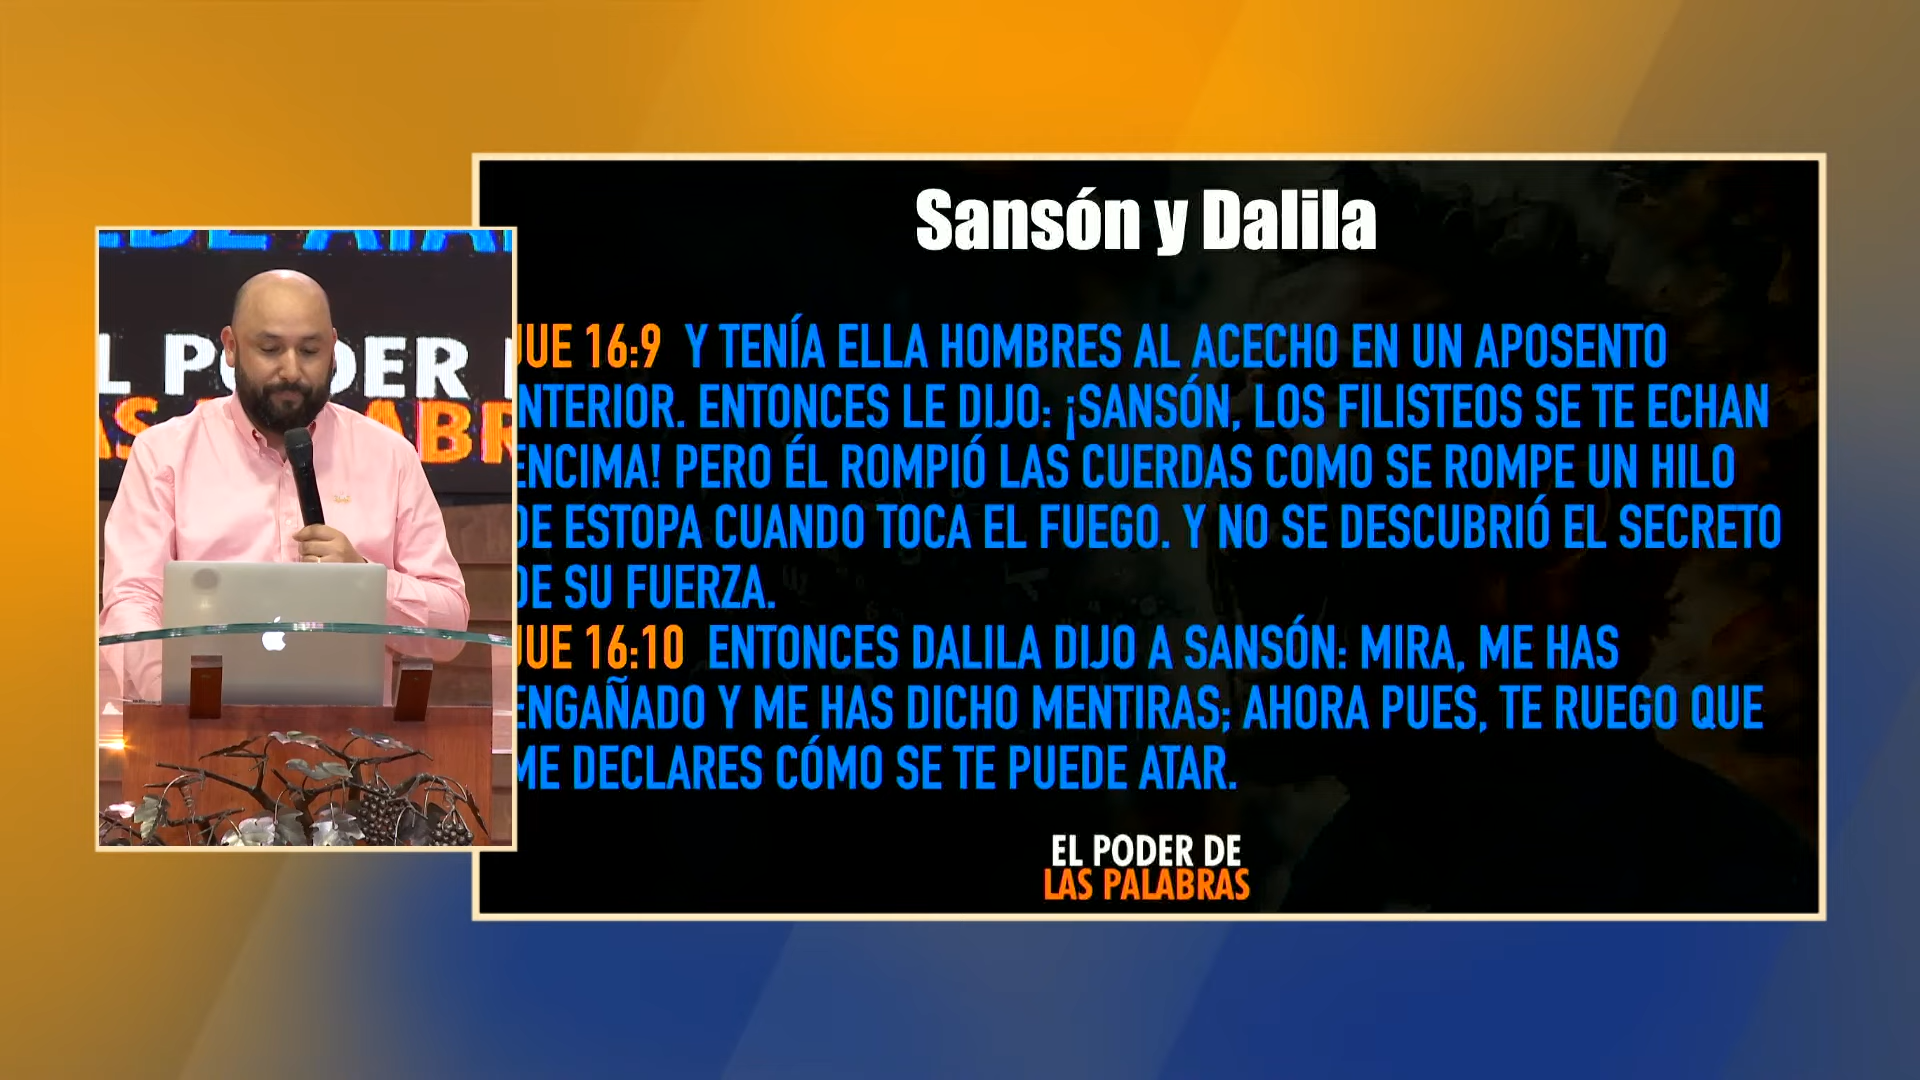 Sansón y Dalila
JUE 16:9 Y TENÍA ELLA HOMBRES AL ACECHO EN UN APOSENTO
INTERIOR. ENTONCES LE DIJO: ¡SANSÓN, LOS FILISTEOS SE TE ECHAN
ENCIMA! PERO ÉL ROMPIÓ LAS CUERDAS COMO SE ROMPE UN HILO
DE ESTOPA CUANDO TOCA EL FUEGO. Y NO SE DESCUBRIÓ EL SECRETO
DE SU FUERZA.
JUE 16:10 ENTONCES DALILA DIJO A SANSÓN: MIRA, ME HAS
ENGAÑADO Y ME HAS DICHO MENTIRAS; AHORA PUES, TE RUEGO QUE
ME DECLARES CÓMO SE TE PUEDE ATAR.
EL PODER DE
LAS PALABRAS
L PODER